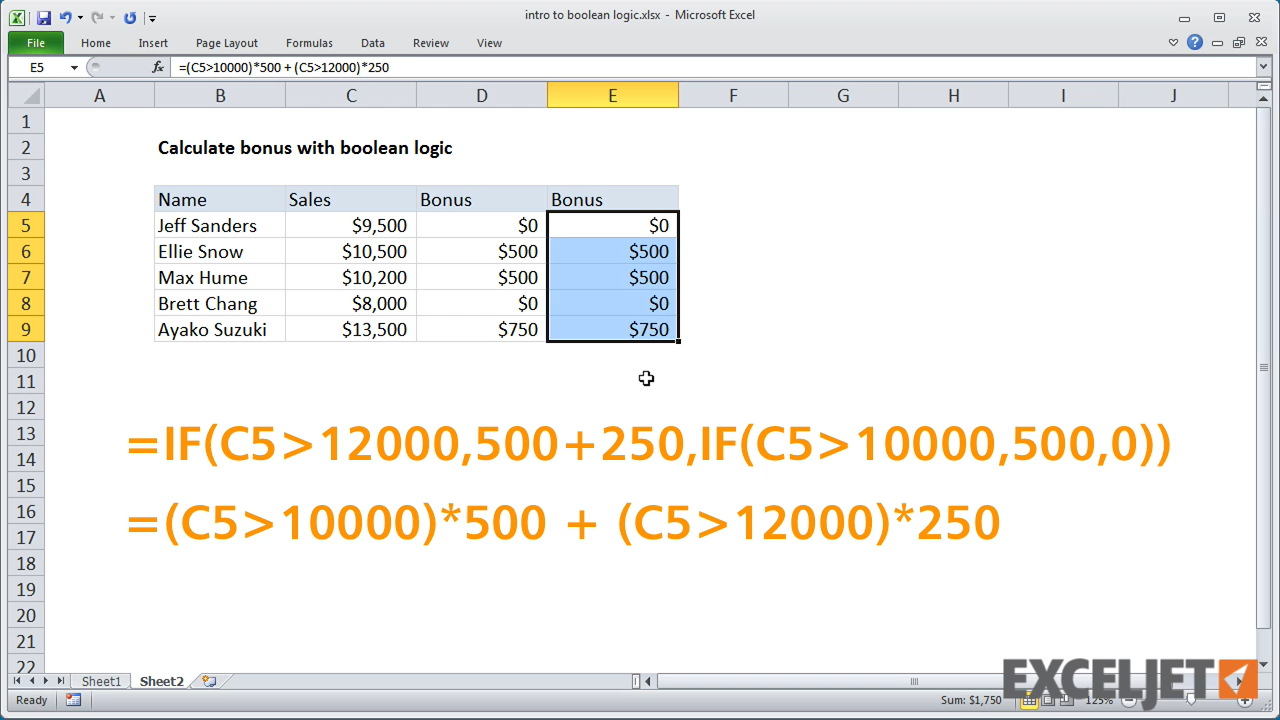 intro to boolean logic.xlsx - Microsoft Excel
File Home Insert Page Layout Formulas Data Review View
E5 fx =(C5>10000)*500 + (C5>12000)*250
A B C D E F G H I J
1
2 Calculate bonus with boolean logic
3
4 Name Sales Bonus Bonus
5 Jeff Sanders $9,500 $0 $0
6 Ellie Snow $10,500 $500 $500
7 Max Hume $10,200 $500 $500
8 Brett Chang $8,000 $0 $0
9 Ayako Suzuki $13,500 $750 $750
10
11
12
13 =IF(C5>12000,500+250,IF(C5>10000,500,0))
14
15
16 =(C5>10000)*500 + (C5>12000)*250
17
18
19
20
21
22
Sheet1 Sheet2
EXCELJET
Ready Sum: $1,750 125%